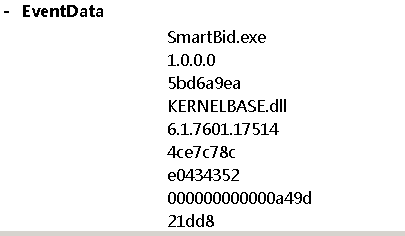 - EventData
SmartBid.exe
1.0.0.0
5bd6a9ea
KERNELBASE.dll
6.1.7601.17514
4ce7c78c
e0434352
000000000000a49d
21dd8